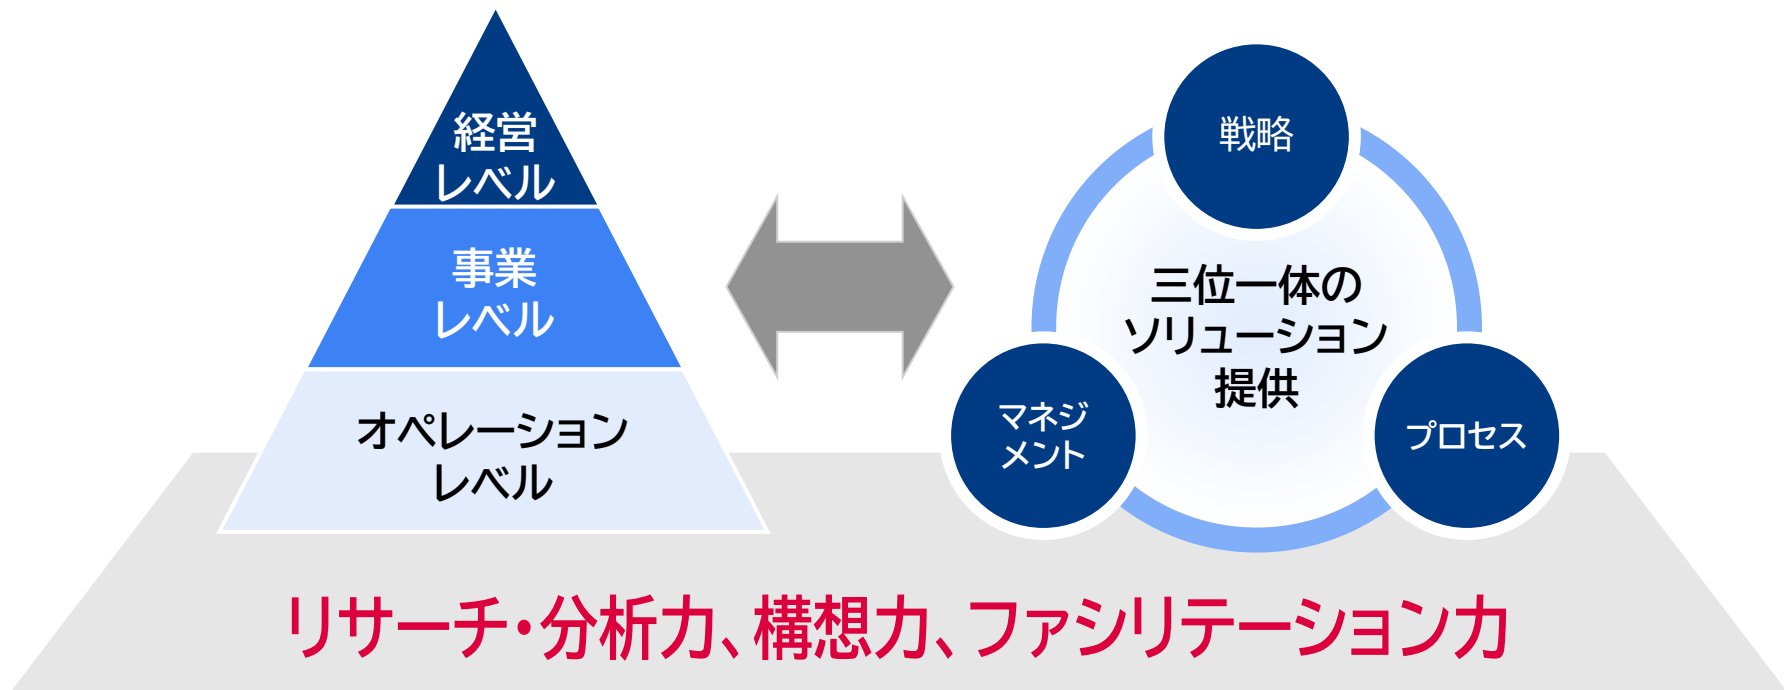 経営
レベル
事業
レベル
オペレーション
レベル
戦略
三位一体の
ソリューション
提供
マネジ
メント
プロセス
リサーチ・分析力、構想力、ファシリテーション力